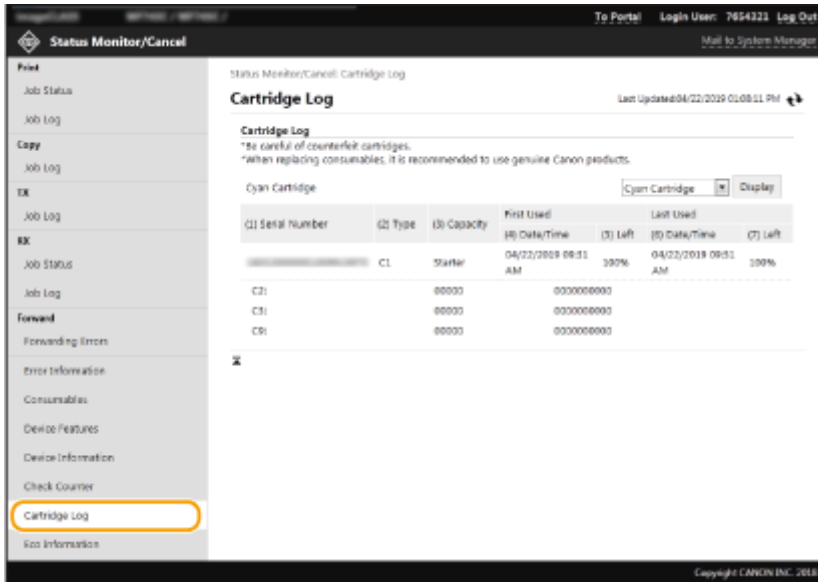 To Portal Login User: 7654321 Log Out
Status Monitor/Cancel
Mail to System Manager
Print
Job Status
Job Log
Copy
Job Log
TX
Job Log
RX
Job Status
Job Log
Forward
Forwarding Errors
Error Information
Consumables
Device Features
Device Information
Check Counter
Cartridge Log
Eco Information
Status Monitor/Cancel: Cartridge Log
Cartridge Log
Last Updated:04/22/2019 01:08:11 PM
Cartridge Log
*Be careful of counterfeit cartridges.
*When replacing consumables, it is recommended to use genuine Canon products.
Cyan Cartridge
Cyan Cartridge Display
(1) Serial Number (2) Type (3) Capacity First Used Last Used
(4) Date/Time (5) Left (6) Date/Time (7) Left
C1 Starter 04/22/2019 09:51 AM 100% 04/22/2019 09:51 AM 100%
C2: 00000 0000000000
C3: 00000 0000000000
C9: 00000 0000000000
Copyright CANON INC. 2018